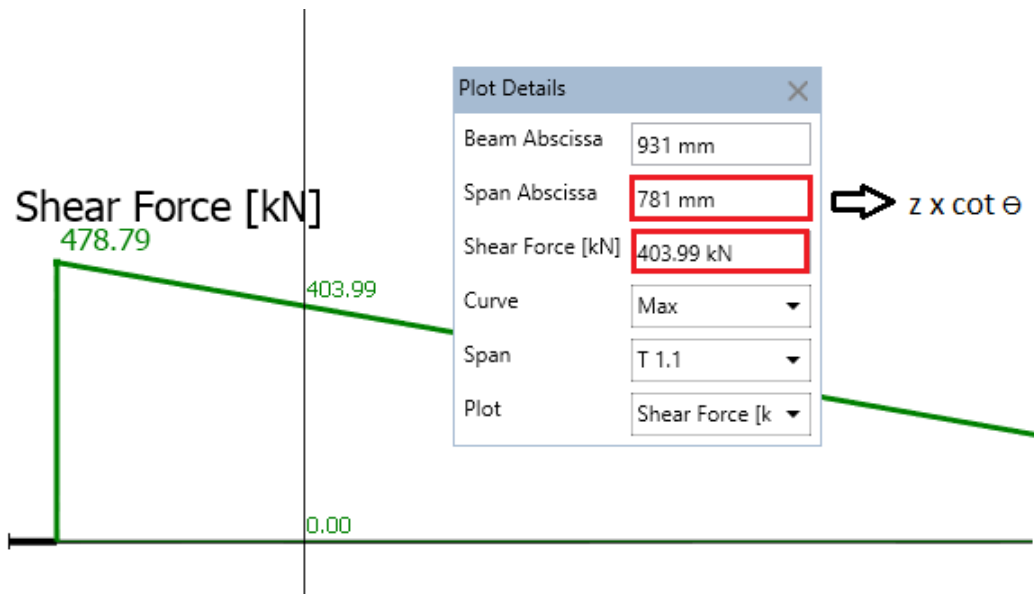 Plot Details
Beam Abscissa 931 mm
Span Abscissa 781 mm z x cot ɵ
Shear Force [kN] 403.99 kN
Curve Max
Span T 1.1
Plot Shear Force [k
Shear Force [kN]
478.79
403.99
0.00